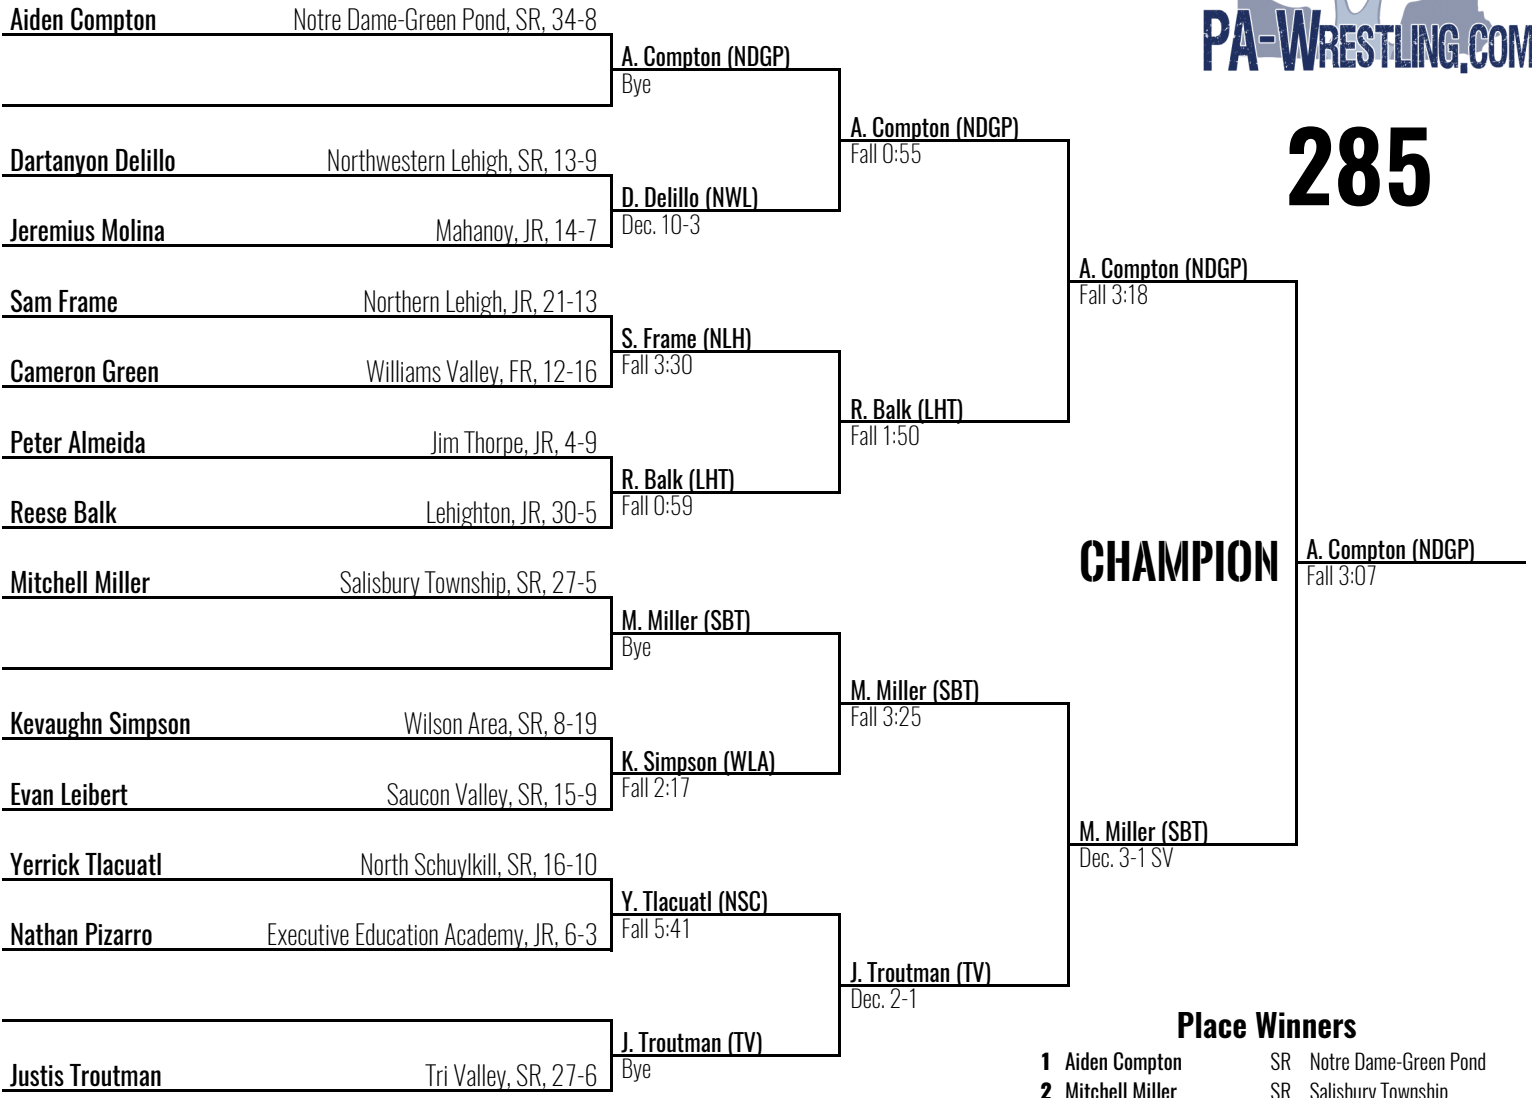 PA-WRESTLING.COM
285
Aiden Compton Notre Dame-Green Pond, SR, 34-8
Dartanyon Delillo Northwestern Lehigh, SR, 13-9
Jeremius Molina Mahanoy, JR, 14-7
Sam Frame Northern Lehigh, JR, 21-13
Cameron Green Williams Valley, FR, 12-16
Peter Almeida Jim Thorpe, JR, 4-9
Reese Balk Lehighton, JR, 30-5
Mitchell Miller Salisbury Township, SR, 27-5
Kevaughn Simpson Wilson Area, SR, 8-19
Evan Leibert Saucon Valley, SR, 15-9
Yerrick Tlacuatl North Schuylkill, SR, 16-10
Nathan Pizarro Executive Education Academy, JR, 6-3
Justis Troutman Tri Valley, SR, 27-6
A. Compton (NDGP)
Bye
D. Delillo (NWL)
Dec. 10-3
S. Frame (NLH)
Fall 3:30
R. Balk (LHT)
Fall 0:59
M. Miller (SBT)
Bye
K. Simpson (WLA)
Fall 2:17
Y. Tlacuatl (NSC)
Fall 5:41
J. Troutman (TV)
Bye
A. Compton (NDGP)
Fall 0:55
R. Balk (LHT)
Fall 1:50
M. Miller (SBT)
Fall 3:25
J. Troutman (TV)
Dec. 2-1
A. Compton (NDGP)
Fall 3:18
M. Miller (SBT)
Dec. 3-1 SV
CHAMPION
A. Compton (NDGP)
Fall 3:07
Place Winners
1 Aiden Compton SR Notre Dame-Green Pond
2 Mitchell Miller SR Salisbury Township